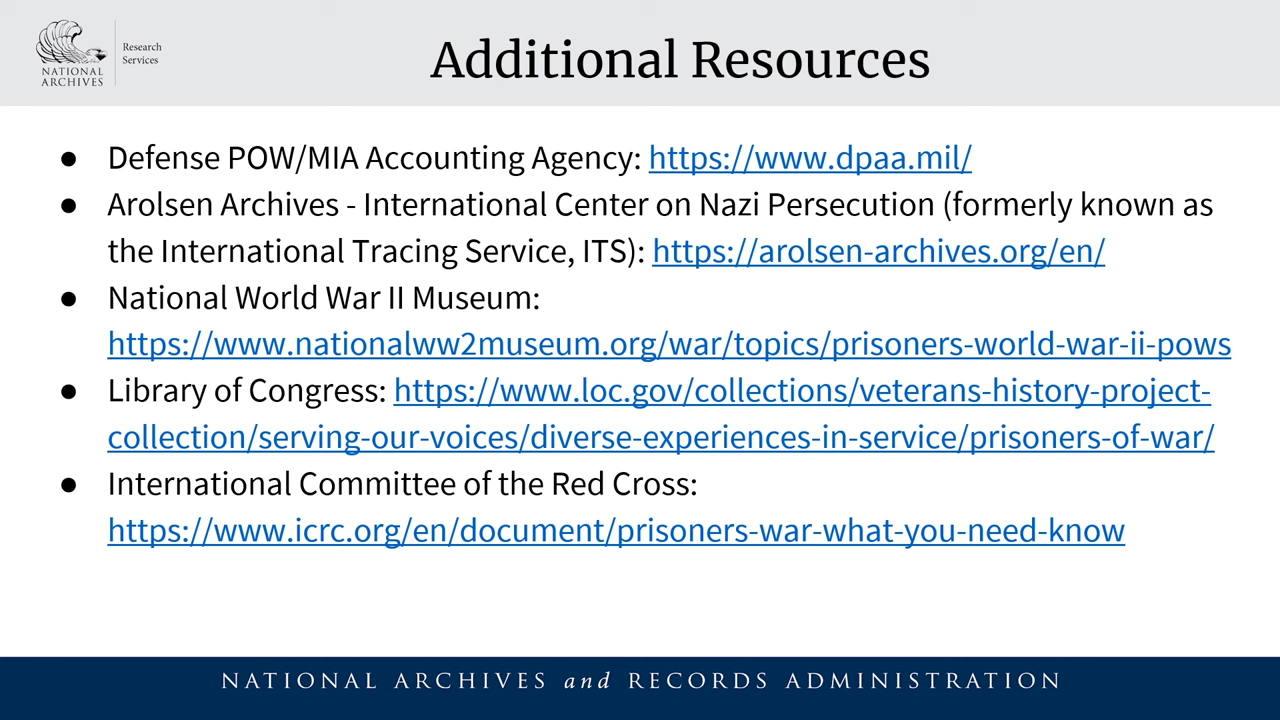 NATIONAL
ARCHIVES
Research
Services
Additional Resources
● Defense POW/MIA Accounting Agency: https://www.dpaa.mil/
● Arolsen Archives - International Center on Nazi Persecution (formerly known as
the International Tracing Service, ITS): https://arolsen-archives.org/en/
● National World War II Museum:
https://www.nationalww2museum.org/war/topics/prisoners-world-war-ii-pows
● Library of Congress: https://www.loc.gov/collections/veterans-history-project-
collection/serving-our-voices/diverse-experiences-in-service/prisoners-of-war/
● International Committee of the Red Cross:
https://www.icrc.org/en/document/prisoners-war-what-you-need-know
NATIONAL ARCHIVES and RECORDS ADMINISTRATION